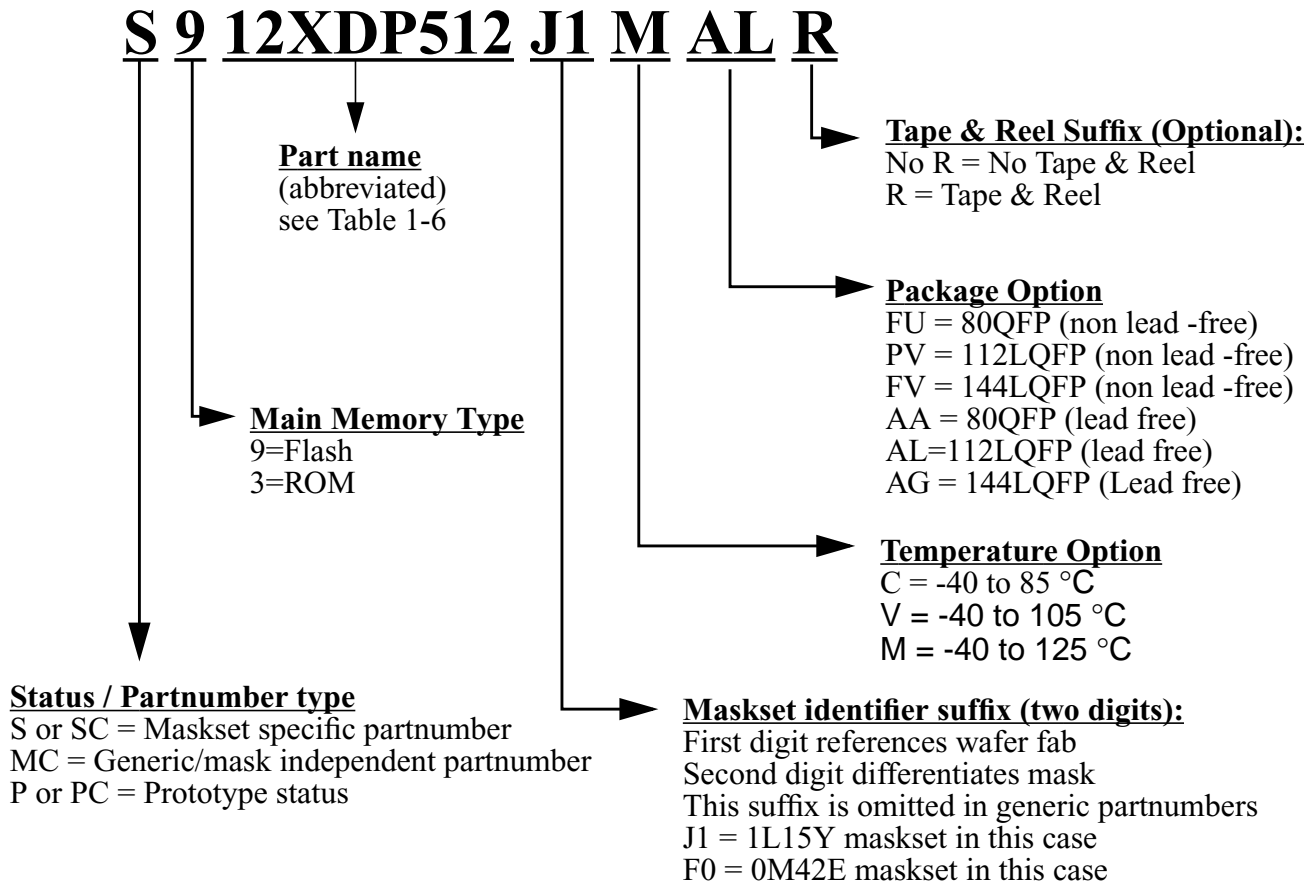 S 9 12XDP512 J1 M AL R
Tape & Reel Suffix (Optional):
No R = No Tape & Reel
R = Tape & Reel
Part name
(abbreviated)
see Table 1-6
Package Option
FU = 80QFP (non lead -free)
PV = 112LQFP (non lead -free)
FV = 144LQFP (non lead -free)
AA = 80QFP (lead free)
AL=112LQFP (lead free)
AG = 144LQFP (Lead free)
Main Memory Type
9=Flash
3=ROM
Temperature Option
C = -40 to 85 °C
V = -40 to 105 °C
M = -40 to 125 °C
Status / Partnumber type
S or SC = Maskset specific partnumber
MC = Generic/mask independent partnumber
P or PC = Prototype status
Maskset identifier suffix (two digits):
First digit references wafer fab
Second digit differentiates mask
This suffix is omitted in generic partnumbers
J1 = 1L15Y maskset in this case
F0 = 0M42E maskset in this case